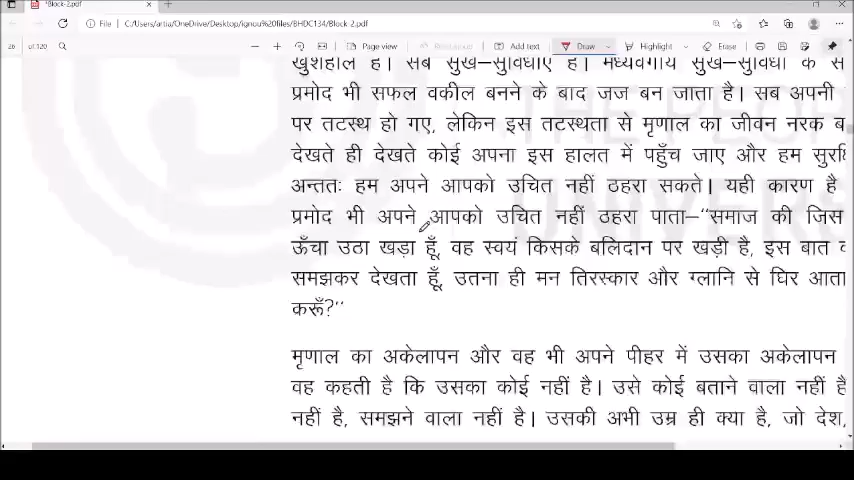 *Block-2.pdf
File | C:/Users/artia/OneDrive/Desktop/ignou%20files/BHDC134/Block-2.pdf
26 of 120 Page view Read aloud Add text Draw Highlight Erase
खुशहाल हैं। सब सुख–सुविधाएँ हैं। मध्यवर्गीय सुख–सुविधा के
प्रमोद भी सफल वकील बनने के बाद जज बन जाता है। सब अपनी
पर तटस्थ हो गए, लेकिन इस तटस्थता से मृणाल का जीवन नरक
देखते ही देखते कोई अपना इस हालत में पहुँच जाए और हम
अन्ततः हम अपने आपको उचित नहीं ठहरा सकते। यही कारण है
प्रमोद भी अपने आपको उचित नहीं ठहरा पाता–“समाज की जिस
ऊँचा उठा खड़ा हूँ, वह स्वयं किसके बलिदान पर खड़ी है, इस बात
समझकर देखता हूँ, उतना ही मन तिरस्कार और ग्लानि से घिर आता
करूँ?”
मृणाल का अकेलापन और वह भी अपने पीहर में उसका अकेलापन
वह कहती है कि उसका कोई नहीं है। उसे कोई बताने वाला नहीं है
नहीं है, समझने वाला नहीं है। उसकी अभी उम्र ही क्या है, जो देश,